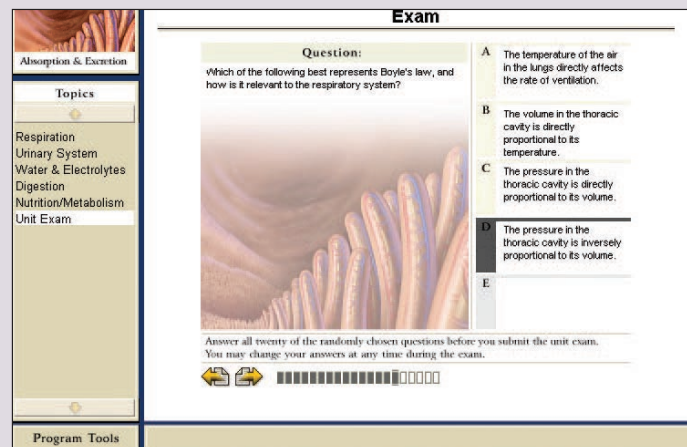 Exam
Absorption & Excretion
Topics
Respiration
Urinary System
Water & Electrolytes
Digestion
Nutrition/Metabolism
Unit Exam
Program Tools
Question:
Which of the following best represents Boyle's law, and
how is it relevant to the respiratory system?
A
The temperature of the air
in the lungs directly affects
the rate of ventilation.
B
The volume in the thoracic
cavity is directly
proportional to its
temperature.
C
The pressure in the
thoracic cavity is directly
proportional to its volume.
D
The pressure in the
thoracic cavity is inversely
proportional to its volume.
E
Answer all twenty of the randomly chosen questions before you submit the unit exam.
You may change your answers at any time during the exam.